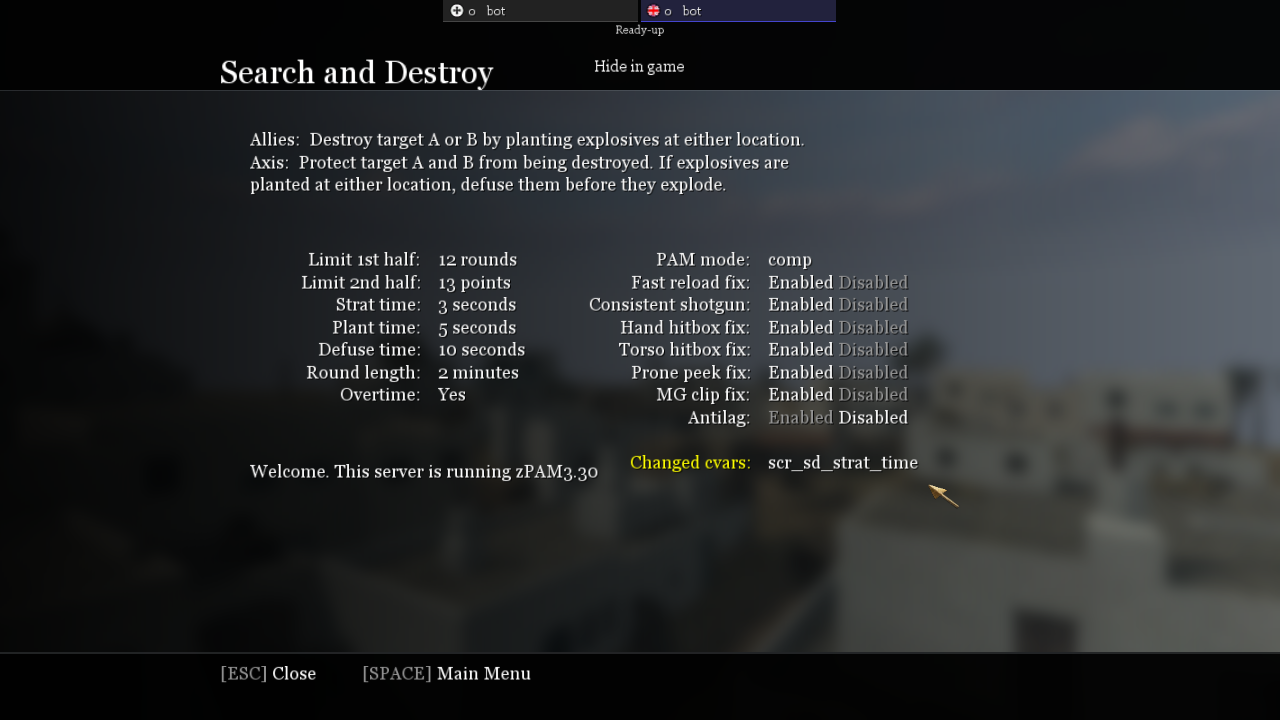 o bot o bot
Ready-up
Search and Destroy Hide in game
Allies: Destroy target A or B by planting explosives at either location.
Axis: Protect target A and B from being destroyed. If explosives are
planted at either location, defuse them before they explode.
Limit 1st half: 12 rounds PAM mode: comp
Limit 2nd half: 13 points Fast reload fix: Enabled Disabled
Strat time: 3 seconds Consistent shotgun: Enabled Disabled
Plant time: 5 seconds Hand hitbox fix: Enabled Disabled
Defuse time: 10 seconds Torso hitbox fix: Enabled Disabled
Round length: 2 minutes Prone peek fix: Enabled Disabled
Overtime: Yes MG clip fix: Enabled Disabled
Antilag: Enabled Disabled
Changed cvars: scr_sd_strat_time
Welcome. This server is running zPAM3.30
[ESC] Close [SPACE] Main Menu